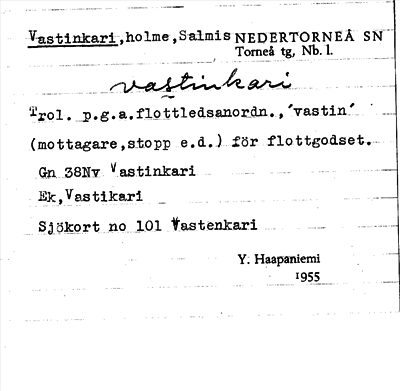 Vastinkari,holme,Salmis NEDERTORNEÅ SN
Torneå tg, Nb. l.
vastinkari
Trol. p.g.a.flottledsanordn.,´vastin´
(mottagare,stopp e.d.) för flottgodset.
Gn 38Nv Vastinkari
Ek,Vastikari
Sjökort no 101 Vastenkari
Y. Haapaniemi
1955